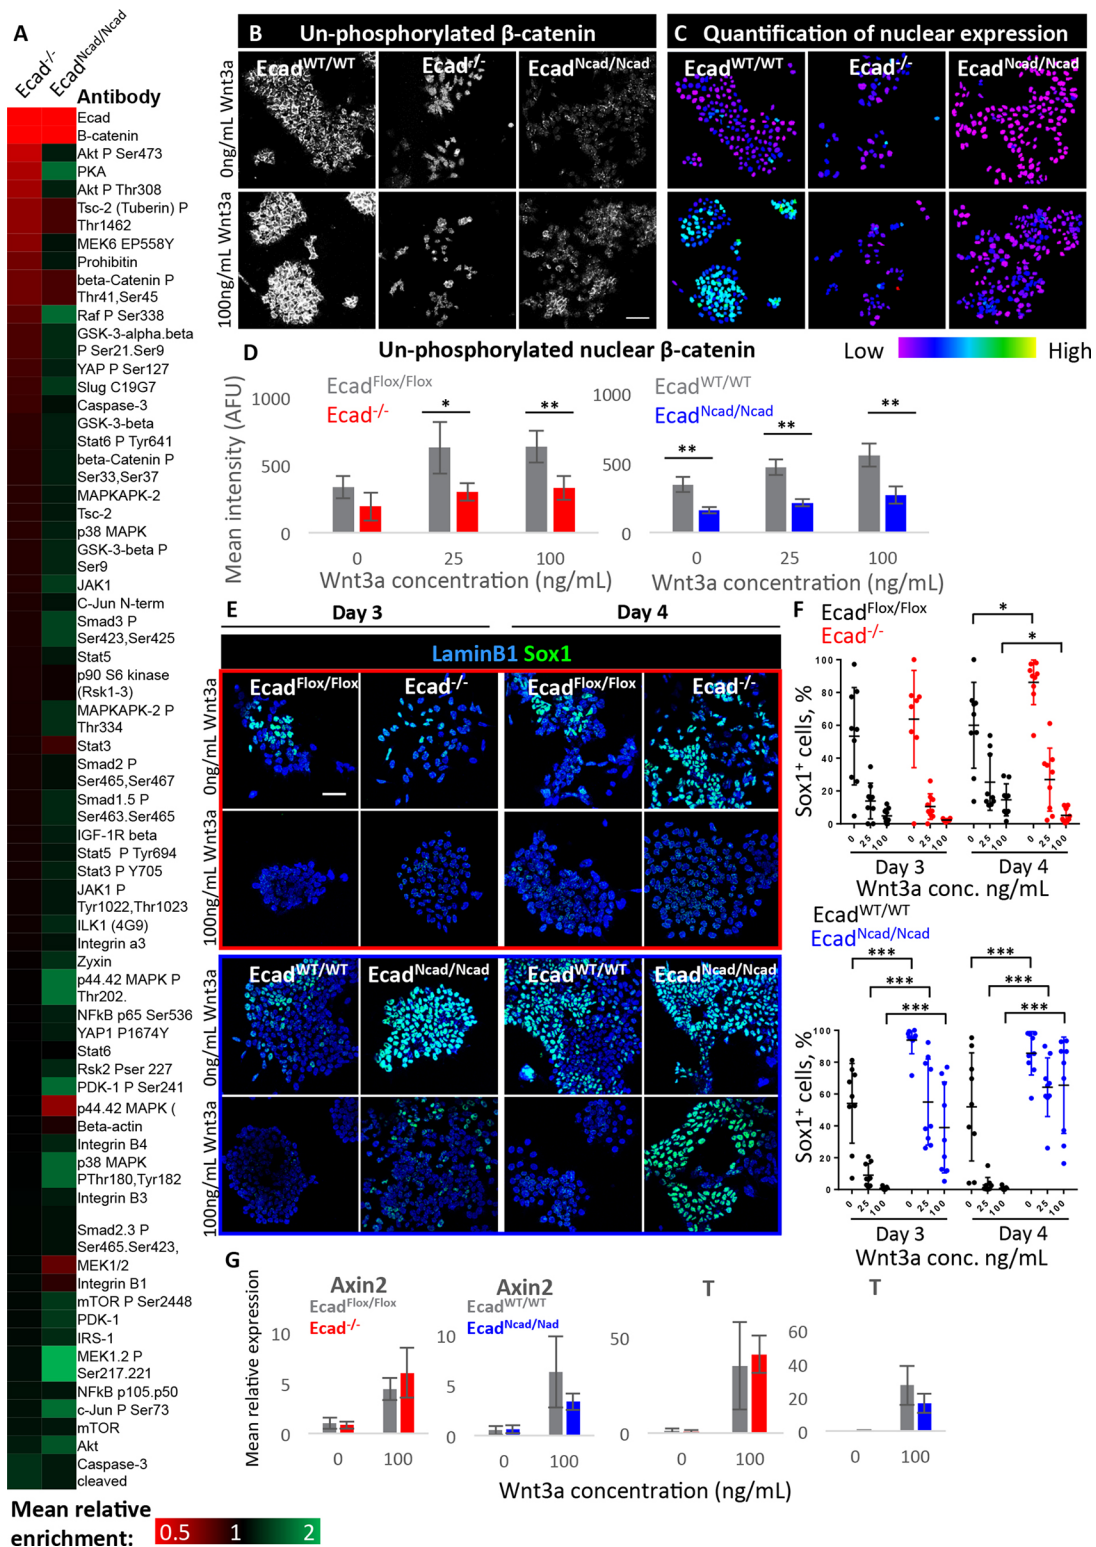 A
Ecad-/-
EcadNcad/Ncad
Antibody
Ecad
B-catenin
Akt P Ser473
PKA
Akt P Thr308
Tsc-2 (Tuberin) P
Thr1462
MEK6 EP558Y
Prohibitin
beta-Catenin P
Thr41,Ser45
Raf P Ser338
GSK-3-alpha.beta
P Ser21.Ser9
YAP P Ser127
Slug C19G7
Caspase-3
GSK-3-beta
Stat6 P Tyr641
beta-Catenin P
Ser33,Ser37
MAPKAPK-2
Tsc-2
p38 MAPK
GSK-3-beta P
Ser9
JAK1
C-Jun N-term
Smad3 P
Ser423,Ser425
Stat5
p90 S6 kinase
(Rsk1-3)
MAPKAPK-2 P
Thr334
Stat3
Smad2 P
Ser465,Ser467
Smad1.5 P
Ser463.Ser465
IGF-1R beta
Stat5 P Tyr694
Stat3 P Y705
JAK1 P
Tyr1022,Thr1023
ILK1 (4G9)
Integrin a3
Zyxin
p44.42 MAPK P
Thr202.
NFkB p65 Ser536
YAP1 P1674Y
Stat6
Rsk2 Pser 227
PDK-1 P Ser241
p44.42 MAPK (
Beta-actin
Integrin B4
p38 MAPK
PThr180,Tyr182
Integrin B3
Smad2.3 P
Ser465.Ser423,
MEK1/2
Integrin B1
mTOR P Ser2448
PDK-1
IRS-1
MEK1.2 P
Ser217.221
NFkB p105.p50
c-Jun P Ser73
mTOR
Akt
Caspase-3
cleaved
Mean relative
enrichment:
0.5 1 2
B Un-phosphorylated β-catenin
EcadWT/WT Ecad-/- EcadNcad/Ncad
0ng/mL Wnt3a
100ng/mL Wnt3a
C Quantification of nuclear expression
EcadWT/WT Ecad-/- EcadNcad/Ncad
Low High
D Un-phosphorylated nuclear β-catenin
Mean intensity (AFU)
EcadFlox/Flox
Ecad-/-
1000
500
0
* **
0 25 100
Wnt3a concentration (ng/mL)
EcadWT/WT
EcadNcad/Ncad
1000
500
0
** ** **
0 25 100
Wnt3a concentration (ng/mL)
E Day 3 Day 4
LaminB1 Sox1
EcadFlox/Flox Ecad-/- EcadFlox/Flox Ecad-/-
0ng/mL Wnt3a
100ng/mL Wnt3a
EcadWT/WT EcadNcad/Ncad EcadWT/WT EcadNcad/Ncad
0ng/mL Wnt3a
100ng/mL Wnt3a
F
EcadFlox/Flox
Ecad-/-
* *
Sox1+ cells, %
100
80
60
40
20
0
0 25 100 0 25 100 0 25 100 0 25 100
Day 3 Day 4
Wnt3a conc. ng/mL
EcadWT/WT
EcadNcad/Ncad
*** ***
*** ***
*** ***
Sox1+ cells, %
100
80
60
40
20
0
0 25 100 0 25 100 0 25 100 0 25 100
Day 3 Day 4
Wnt3a conc. ng/mL
G
Mean relative expression
Axin2
EcadFlox/Flox
Ecad-/-
10
5
0
0 100
Axin2
EcadWT/WT
EcadNcad/Nad
10
5
0
0 100
T
50
0
0 100
T
60
40
20
0
0 100
Wnt3a concentration (ng/mL)